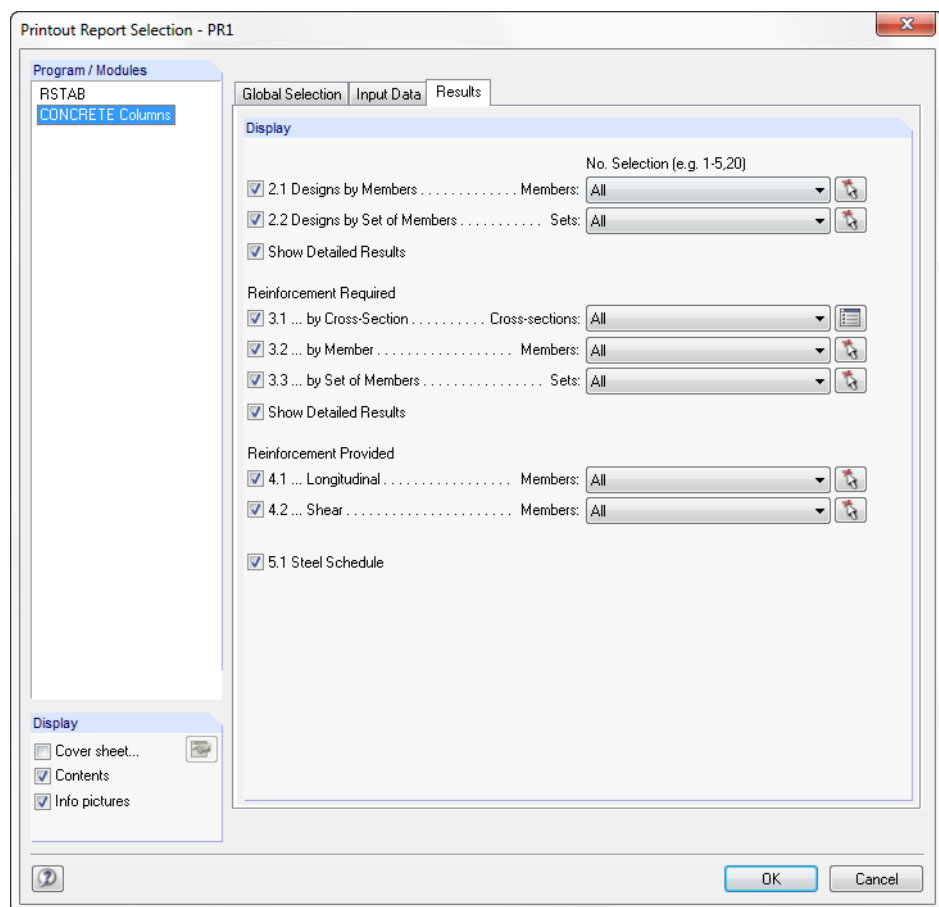 Printout Report Selection - PR1
Program / Modules
RSTAB
CONCRETE Columns
Global Selection Input Data Results
Display
No. Selection (e.g. 1-5,20)
2.1 Designs by Members . . . . . . . . . . . . . Members: All
2.2 Designs by Set of Members . . . . . . . . . . . Sets: All
Show Detailed Results
Reinforcement Required
3.1 ... by Cross-Section . . . . . . . . . . Cross-sections: All
3.2 ... by Member . . . . . . . . . . . . . . . . . . Members: All
3.3 ... by Set of Members . . . . . . . . . . . . . . . . Sets: All
Show Detailed Results
Reinforcement Provided
4.1 ... Longitudinal . . . . . . . . . . . . . . . . . Members: All
4.2 ... Shear . . . . . . . . . . . . . . . . . . . . . . Members: All
5.1 Steel Schedule
Display
Cover sheet...
Contents
Info pictures
OK Cancel